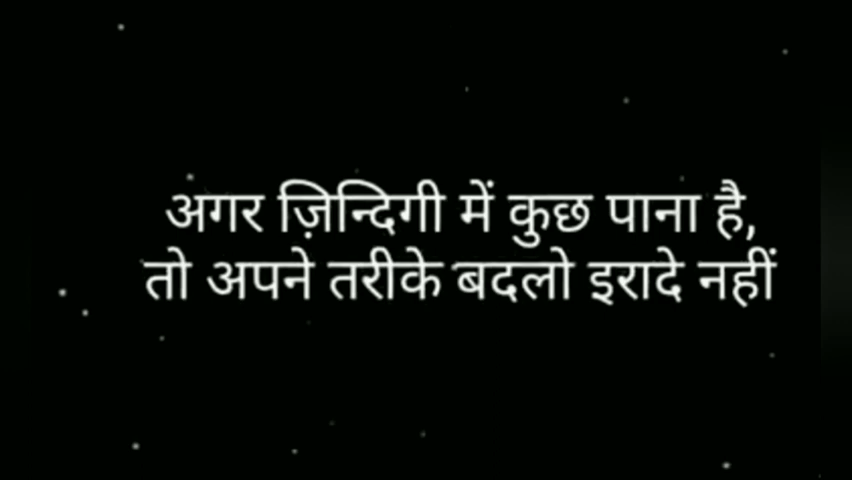 अगर ज़िन्दिगी में कुछ पाना है,
तो अपने तरीके बदलो इरादे नहीं